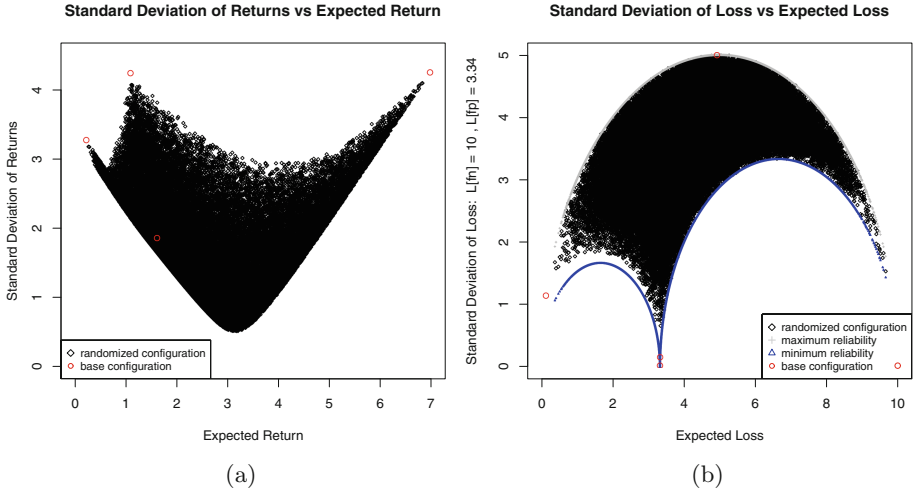 Standard Deviation of Returns vs Expected Return
Standard Deviation of Returns
4
3
2
1
0
randomized configuration
base configuration
0 1 2 3 4 5 6 7
Expected Return
(a)
Standard Deviation of Loss vs Expected Loss
Standard Deviation of Loss: L[fn] = 10 , L[fp] = 3.34
5
4
3
2
1
0
randomized configuration
maximum reliability
minimum reliability
base configuration
0 2 4 6 8 10
Expected Loss
(b)